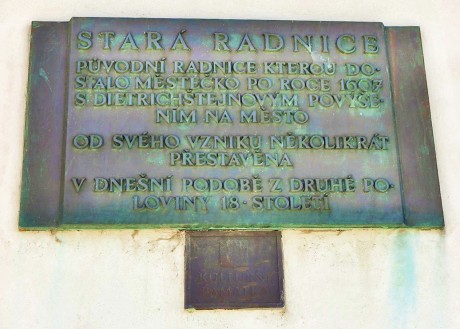 STARÁ RADNICE
PŮVODNÍ RADNICE KTEROU DO-
STALO MĚSTEČKO PO ROCE
S DIETRICHŠTEJNOVÝM POVÝŠE-
NÍM NA MĚSTO
OD SVÉHO VZNIKU NĚKOLIKRÁT
PŘESTAVĚNA
V DNEŠNÍ PODOBĚ Z DRUHÉ PO-
LOVINY 18. STOLETÍ